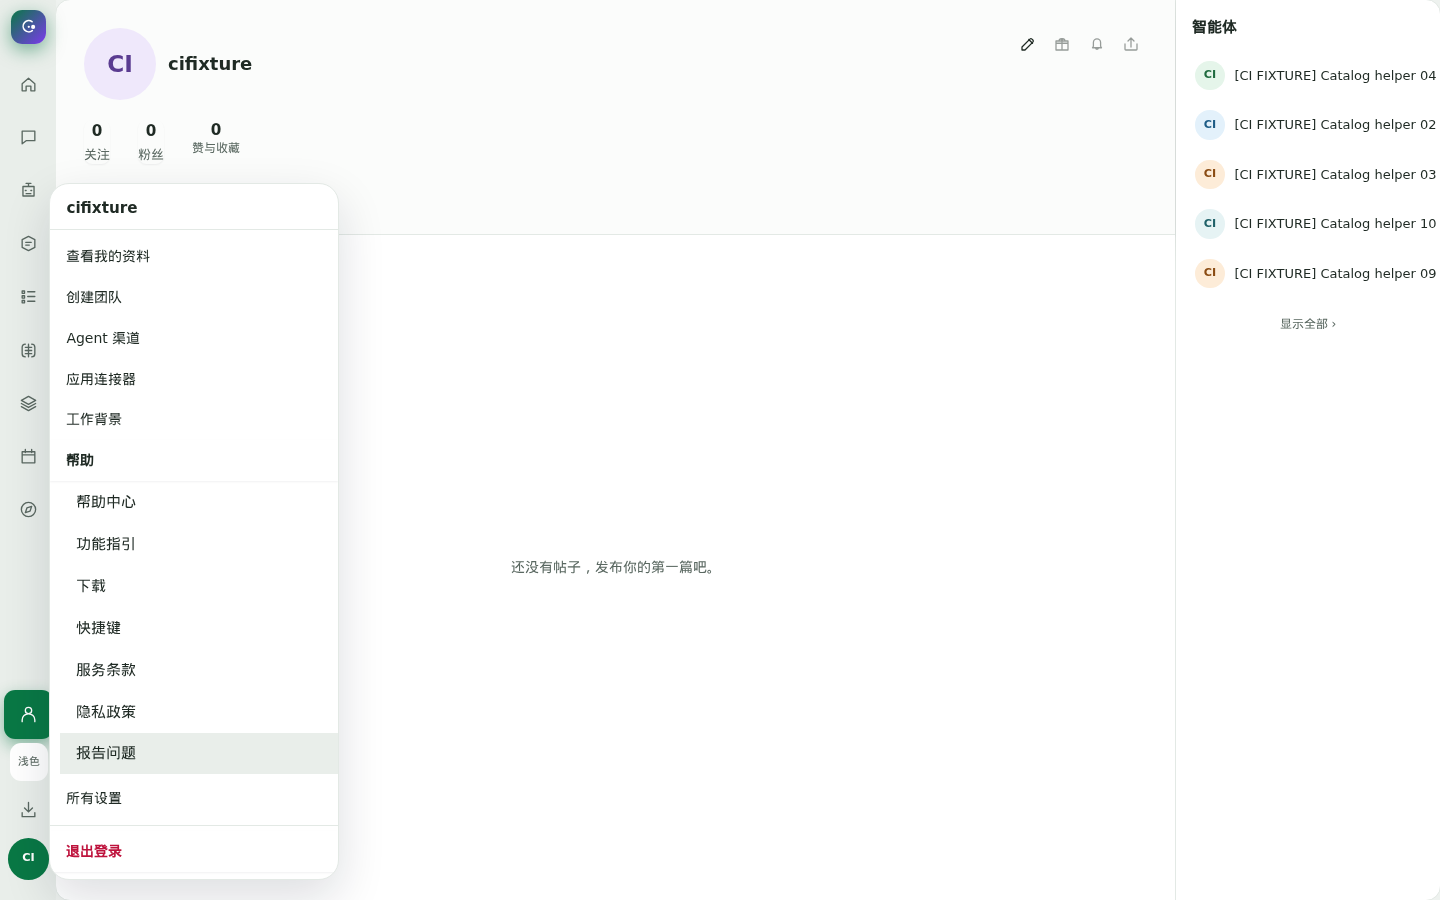 CI
cifixture
0
关注
0
粉丝
0
赞与收藏
cifixture
查看我的资料
创建团队
Agent 渠道
应用连接器
工作背景
帮助
帮助中心
功能指引
下载
快捷键
服务条款
隐私政策
报告问题
所有设置
退出登录
浅色
CI
还没有帖子，发布你的第一篇吧。
智能体
CI [CI FIXTURE] Catalog helper 04
CI [CI FIXTURE] Catalog helper 02
CI [CI FIXTURE] Catalog helper 03
CI [CI FIXTURE] Catalog helper 10
CI [CI FIXTURE] Catalog helper 09
显示全部 ›